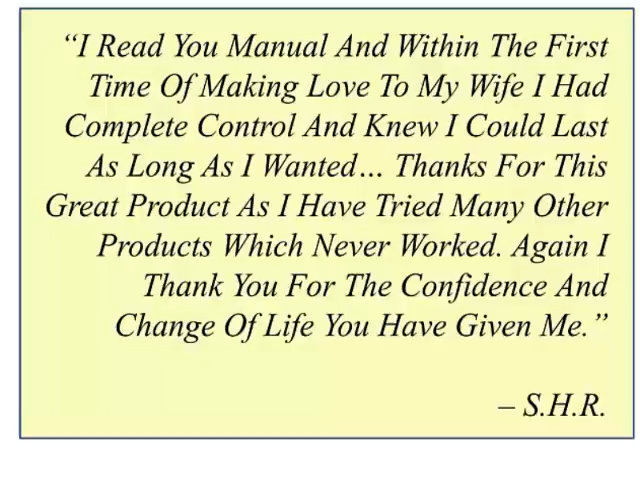 “I Read You Manual And Within The First
Time Of Making Love To My Wife I Had
Complete Control And Knew I Could Last
As Long As I Wanted… Thanks For This
Great Product As I Have Tried Many Other
Products Which Never Worked. Again I
Thank You For The Confidence And
Change Of Life You Have Given Me.”
– S.H.R.